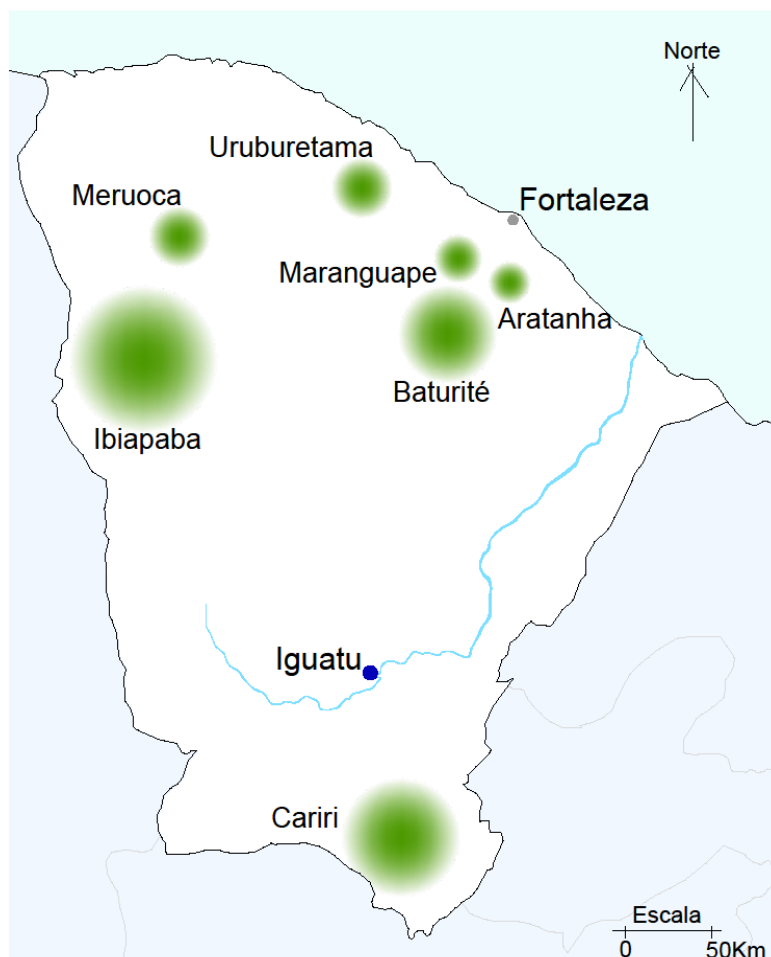 Norte
Uruburetama
Meruoca
Fortaleza
Maranguape
Aratanha
Baturité
Ibiapaba
Iguatu
Cariri
Escala
0 50Km